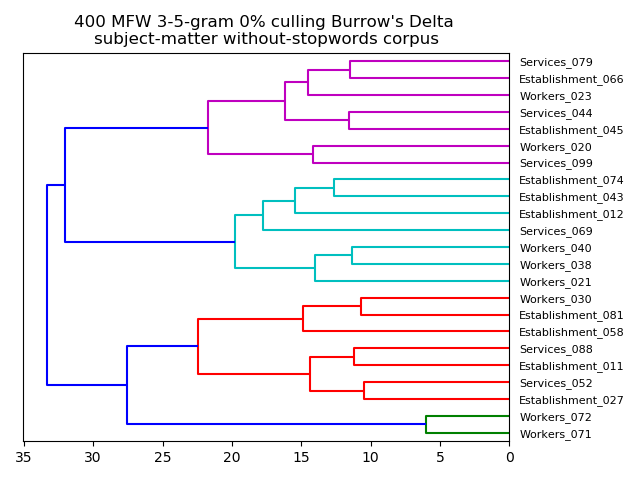 400 MFW 3-5-gram 0% culling Burrow's Delta
subject-matter without-stopwords corpus
Services_079
Establishment_066
Workers_023
Services_044
Establishment_045
Workers_020
Services_099
Establishment_074
Establishment_043
Establishment_012
Services_069
Workers_040
Workers_038
Workers_021
Workers_030
Establishment_081
Establishment_058
Services_088
Establishment_011
Services_052
Establishment_027
Workers_072
Workers_071
35 30 25 20 15 10 5 0